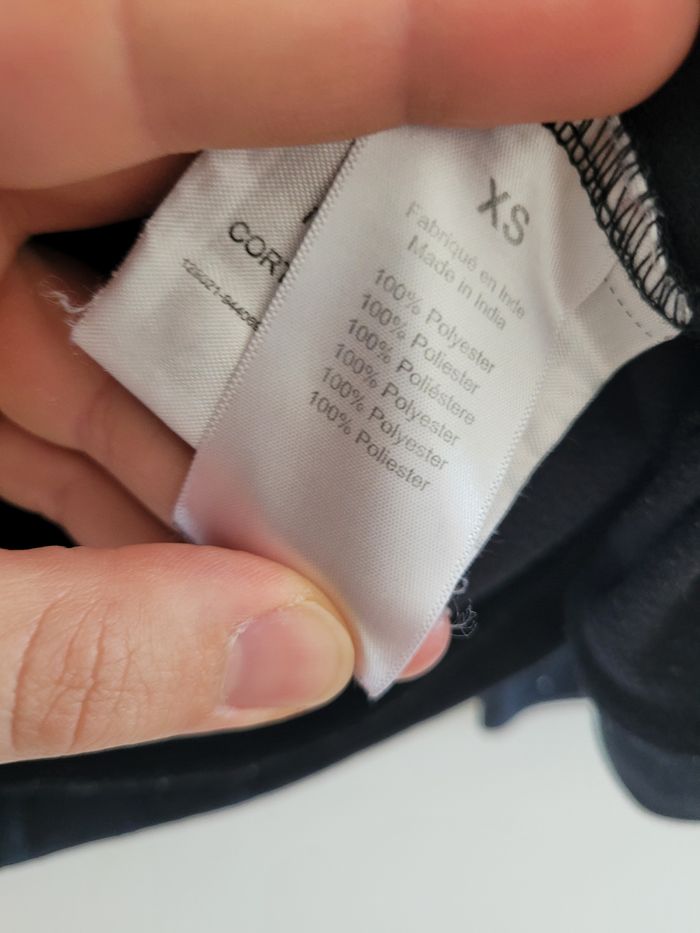 XS
Fabriqué en Inde
Made in India
100% Polyester
100% Poliester
100% Poliéstere
100% Polyester
100% Polyester
100% Poliester
CORT